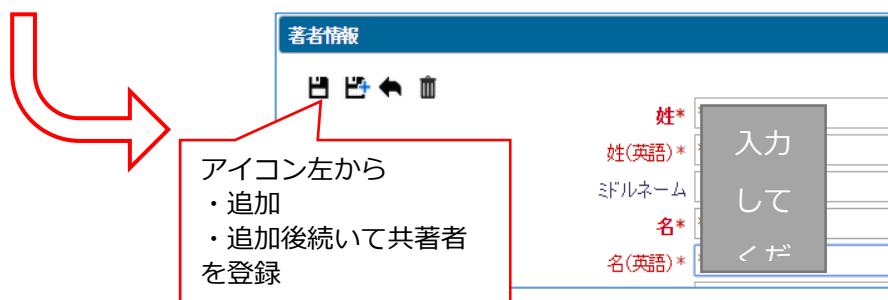 著者情報
姓*
姓(英語)*
ミドルネーム
名*
名(英語)*
入力
して
くだ
アイコン左から
・追加
・追加後続いて共著者
を登録